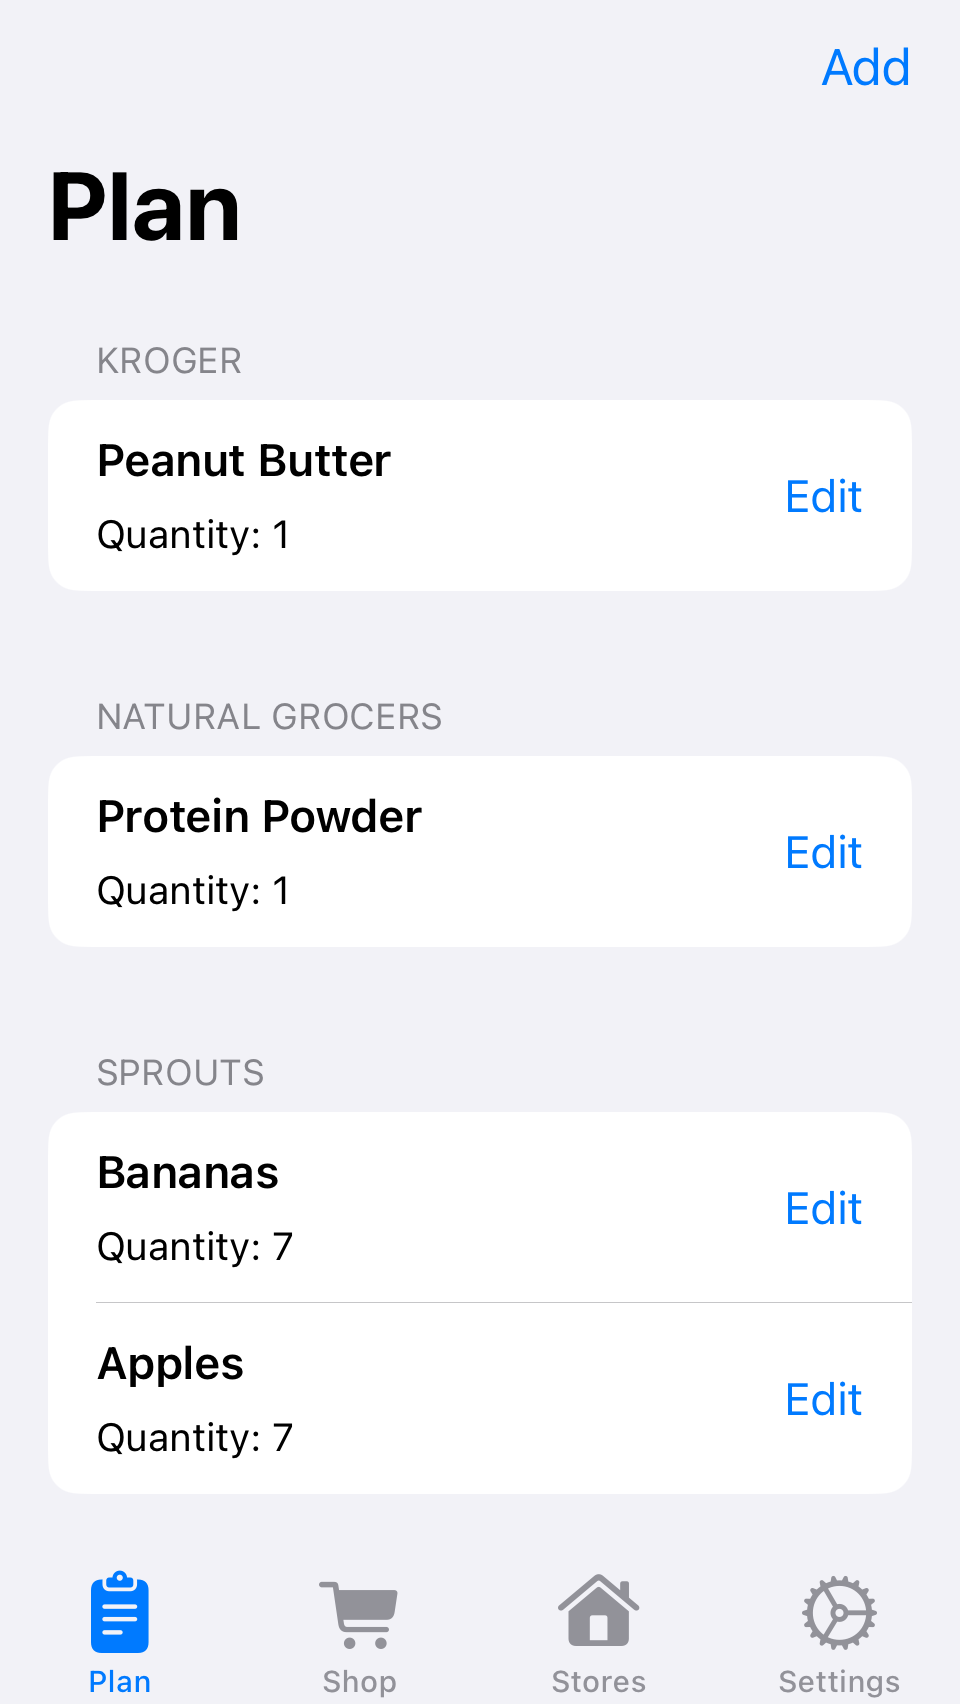 Add
Plan
KROGER
Peanut Butter
Edit
Quantity: 1
NATURAL GROCERS
Protein Powder
Edit
Quantity: 1
SPROUTS
Bananas
Edit
Quantity: 7
Apples
Edit
Quantity: 7
Plan Shop Stores Settings